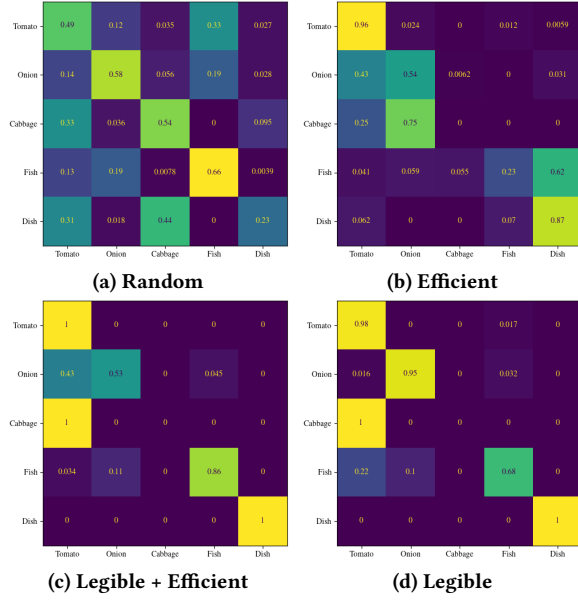 Tomato 0.49 0.12 0.035 0.33 0.027
Onion 0.14 0.58 0.056 0.19 0.028
Cabbage 0.33 0.036 0.54 0 0.095
Fish 0.13 0.19 0.0078 0.66 0.0039
Dish 0.31 0.018 0.44 0 0.23
Tomato Onion Cabbage Fish Dish
(a) Random
0.96 0.024 0 0.012 0.0059
0.43 0.54 0.0062 0 0.031
0.25 0.75 0 0 0
0.041 0.059 0.055 0.23 0.62
0.062 0 0 0.07 0.87
Tomato Onion Cabbage Fish Dish
(b) Efficient
Tomato 1 0 0 0 0
Onion 0.43 0.53 0 0.045 0
Cabbage 1 0 0 0 0
Fish 0.034 0.11 0 0.86 0
Dish 0 0 0 0 1
Tomato Onion Cabbage Fish Dish
(c) Legible + Efficient
Tomato 0.98 0 0 0.017 0
Onion 0.016 0.95 0 0.032 0
Cabbage 1 0 0 0 0
Fish 0.22 0.1 0 0.68 0
Dish 0 0 0 0 1
Tomato Onion Cabbage Fish Dish
(d) Legible